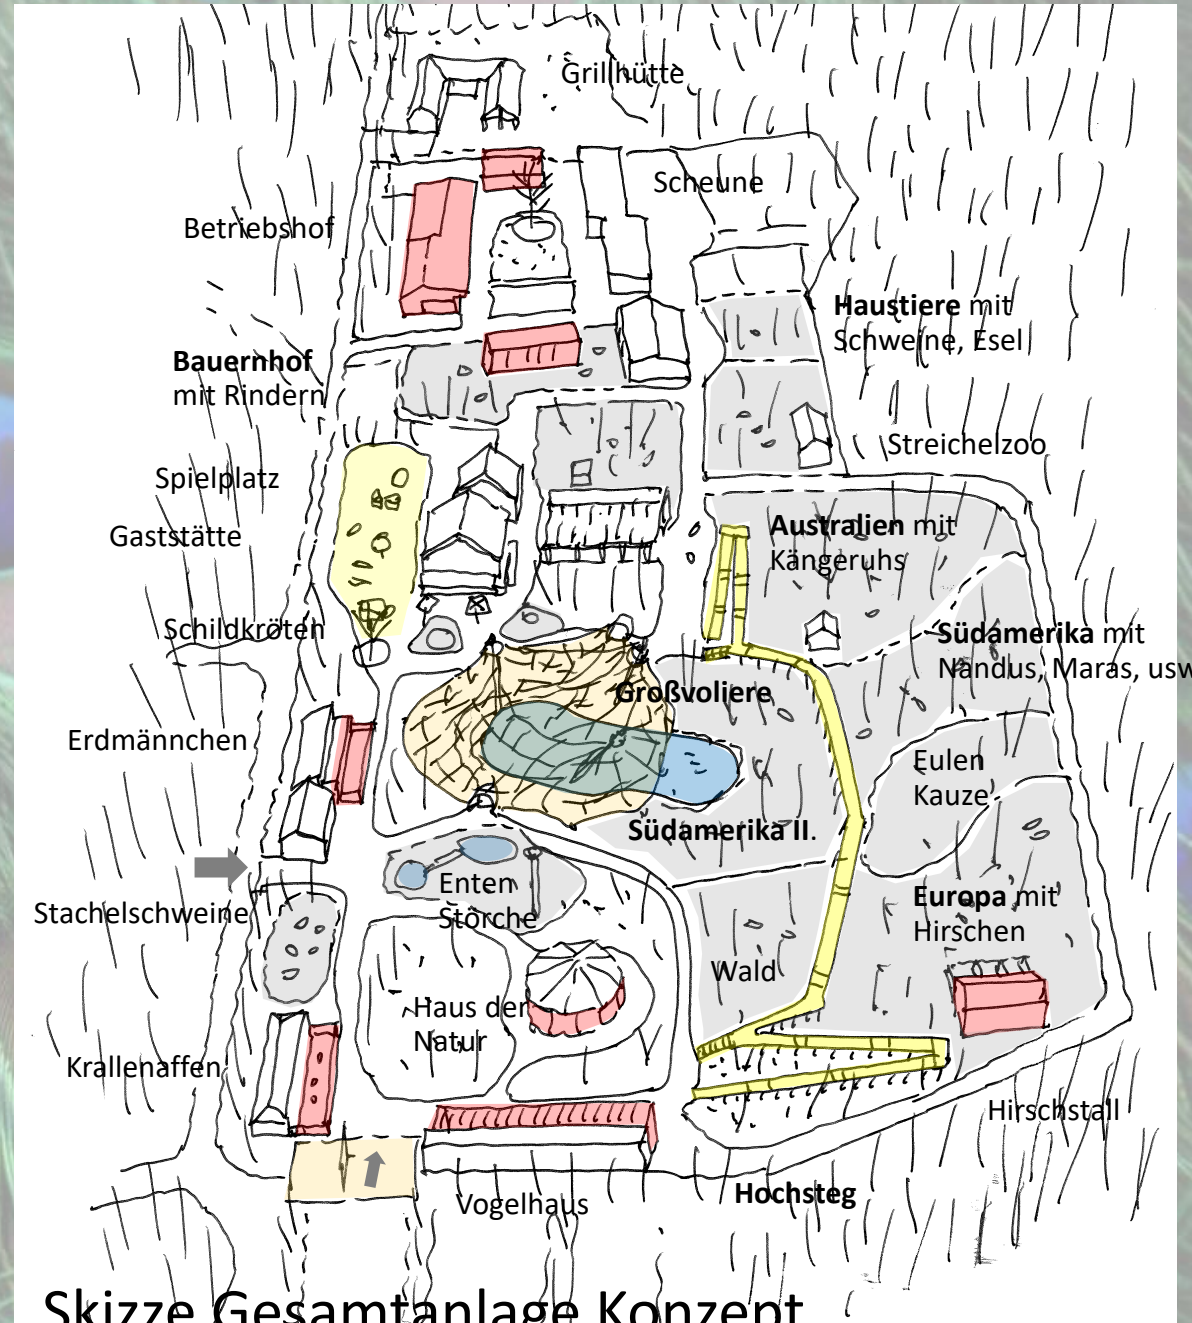 Grillhütte
Scheune
Betriebshof
Haustiere mit
Schweine, Esel
Bauernhof
mit Rindern
Streichelzoo
Spielplatz
Australien mit
Kängeruhs
Gaststätte
Schildkröten
Südamerika mit
Nandus, Maras, usw
Großvoliere
Erdmännchen
Eulen
Kauze
Südamerika II.
Enten
Störche
Europa mit
Hirschen
Stachelschweine
Wald
Haus der
Natur
Krallenaffen
Hirschstall
Hochsteg
Vogelhaus
Skizze Gesamtanlage Konzept